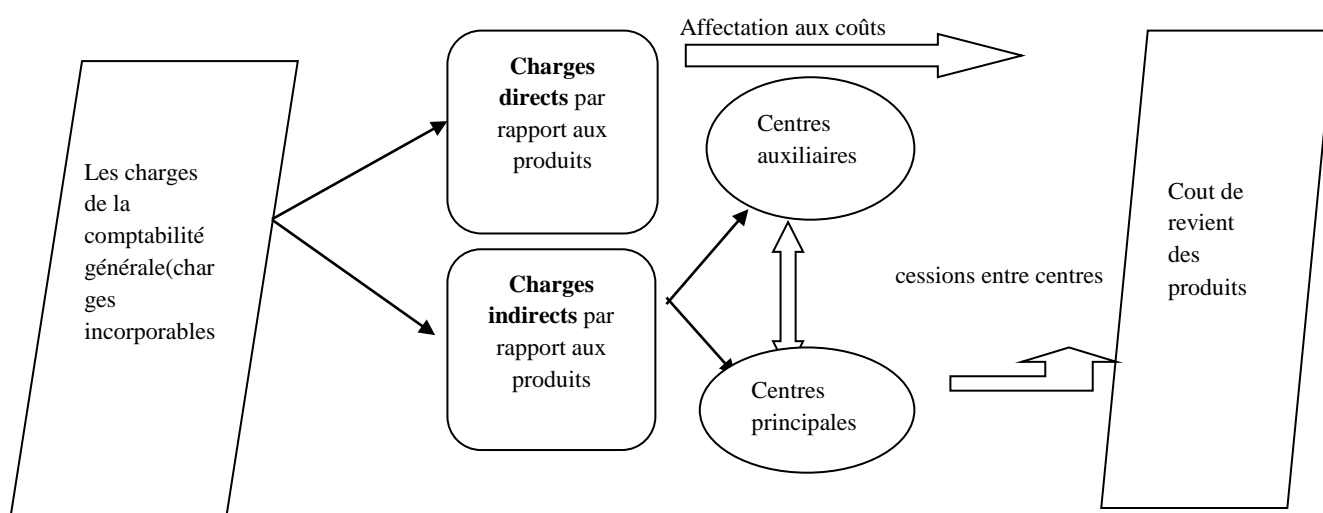 Les charges
de la
comptabilité
générale(char
ges
incorporables
Charges
directs par
rapport aux
produits
Charges
indirects par
rapport aux
produits
Affectation aux coûts
Centres
auxiliaires
cessions entre centres
Centres
principales
Cout de
revient
des
produits